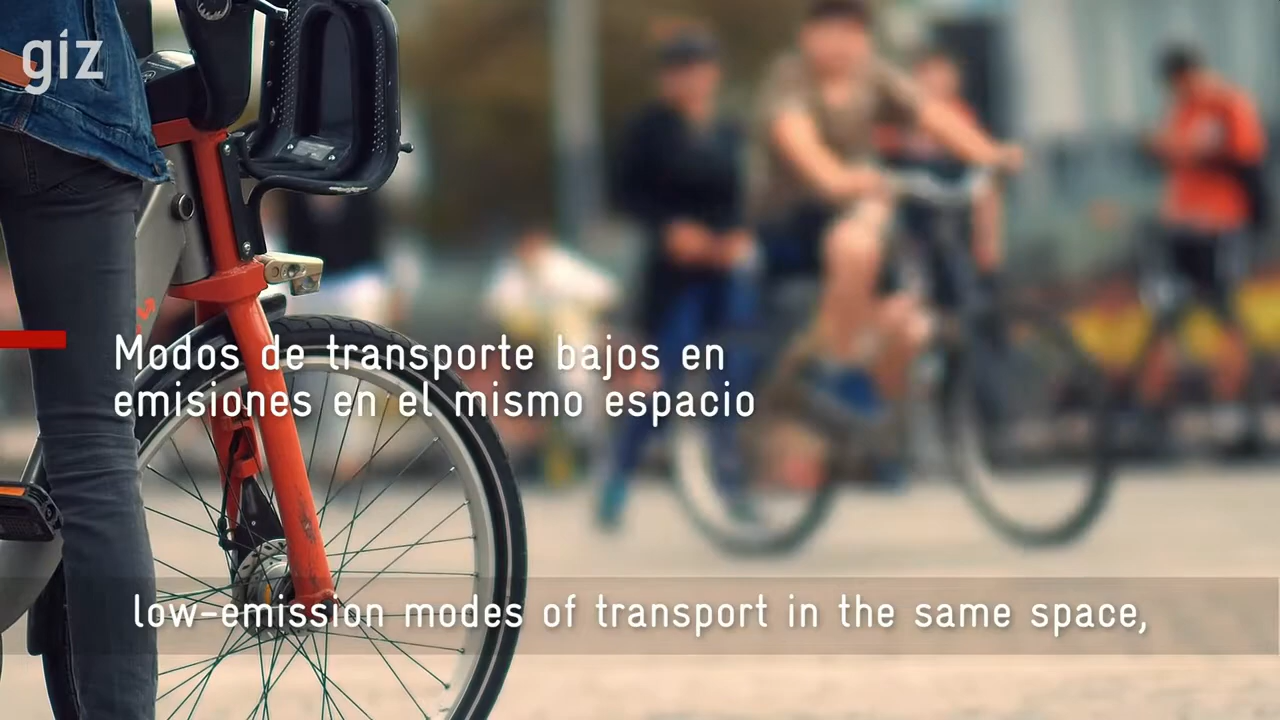 giz
Modos de transporte bajos en
emisiones en el mismo espacio
low-emission modes of transport in the same space,